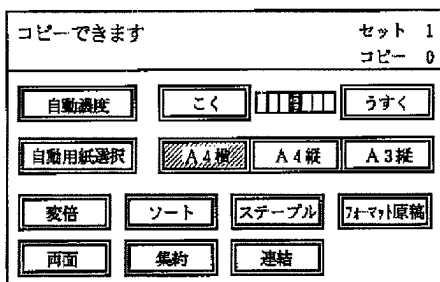 コピーできます セット 1
コピー 0
自動濃度 こく うすく
自動用紙選択 A4横 A4縦 A3縦
変倍 ソート ステープル フォーマット原稿
両面 集約 連結